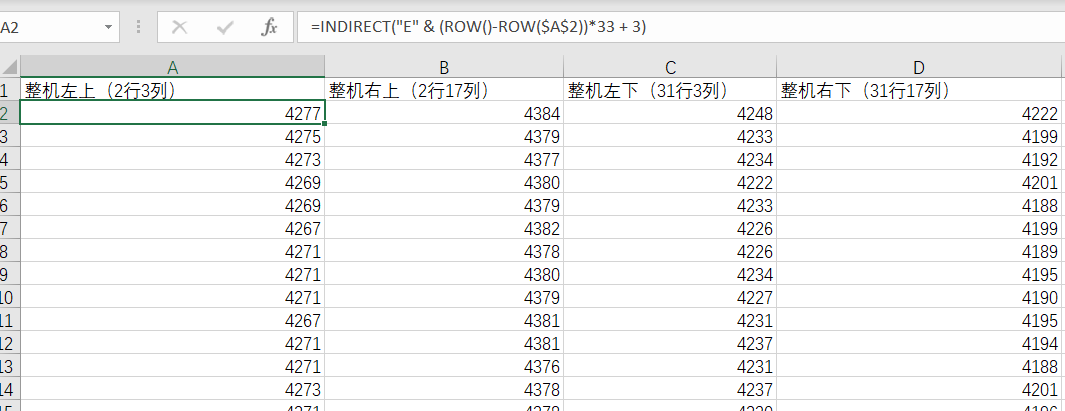 A2 fx =INDIRECT("E" & (ROW()-ROW($A$2))*33 + 3)
A B C D
1 整机左上（2行3列） 整机右上（2行17列） 整机左下（31行3列） 整机右下（31行17列）
2 4277 4384 4248 4222
3 4275 4379 4233 4199
4 4273 4377 4234 4192
5 4269 4380 4222 4201
6 4269 4379 4233 4188
7 4267 4382 4226 4199
8 4271 4378 4226 4189
9 4271 4380 4234 4195
10 4271 4379 4227 4190
11 4267 4381 4231 4195
12 4271 4381 4237 4194
13 4271 4376 4231 4188
14 4273 4378 4237 4201